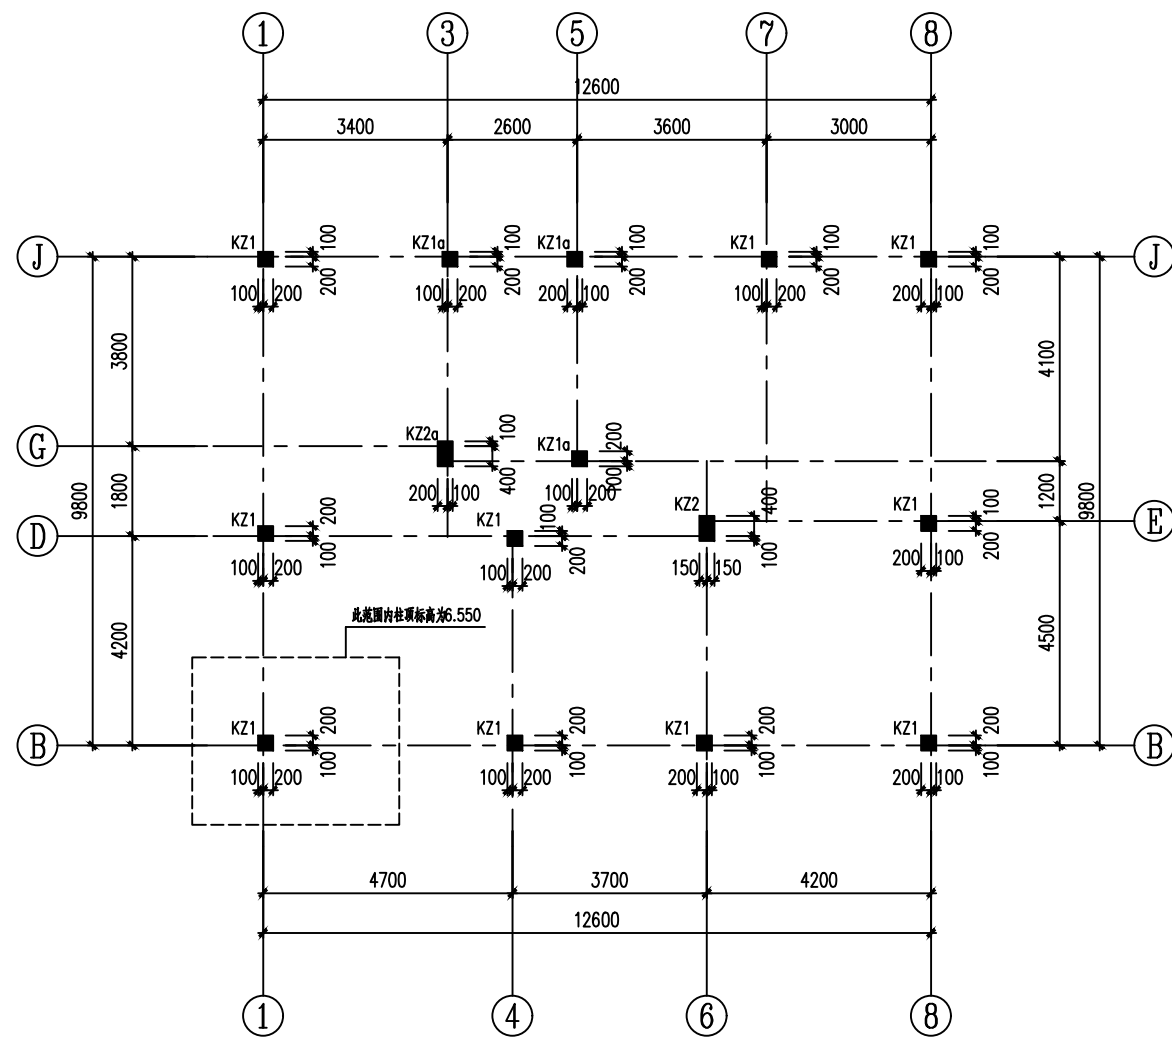 1 3 5 7 8
12600
3400 2600 3600 3000
J KZ1 KZ1a KZ1a KZ1 KZ1 J
100 100 100 100 100
200 200 200 200 200
100 200 100 200 200 100 100 200 200 100
3800 4100
G KZ2a 100 KZ1a 200
400 100
200 100 100 200
9800 1800 1200 9800
D KZ1 200 KZ1 100 KZ2 400 KZ1 100 E
100 200 100 200
100 200 100 200 150 150 200 100
此范围内柱顶标高为6.550
4200 4500
B KZ1 200 KZ1 200 KZ1 200 KZ1 200 B
100 100 100 100
100 200 100 200 200 100 200 100
4700 3700 4200
12600
1 4 6 8